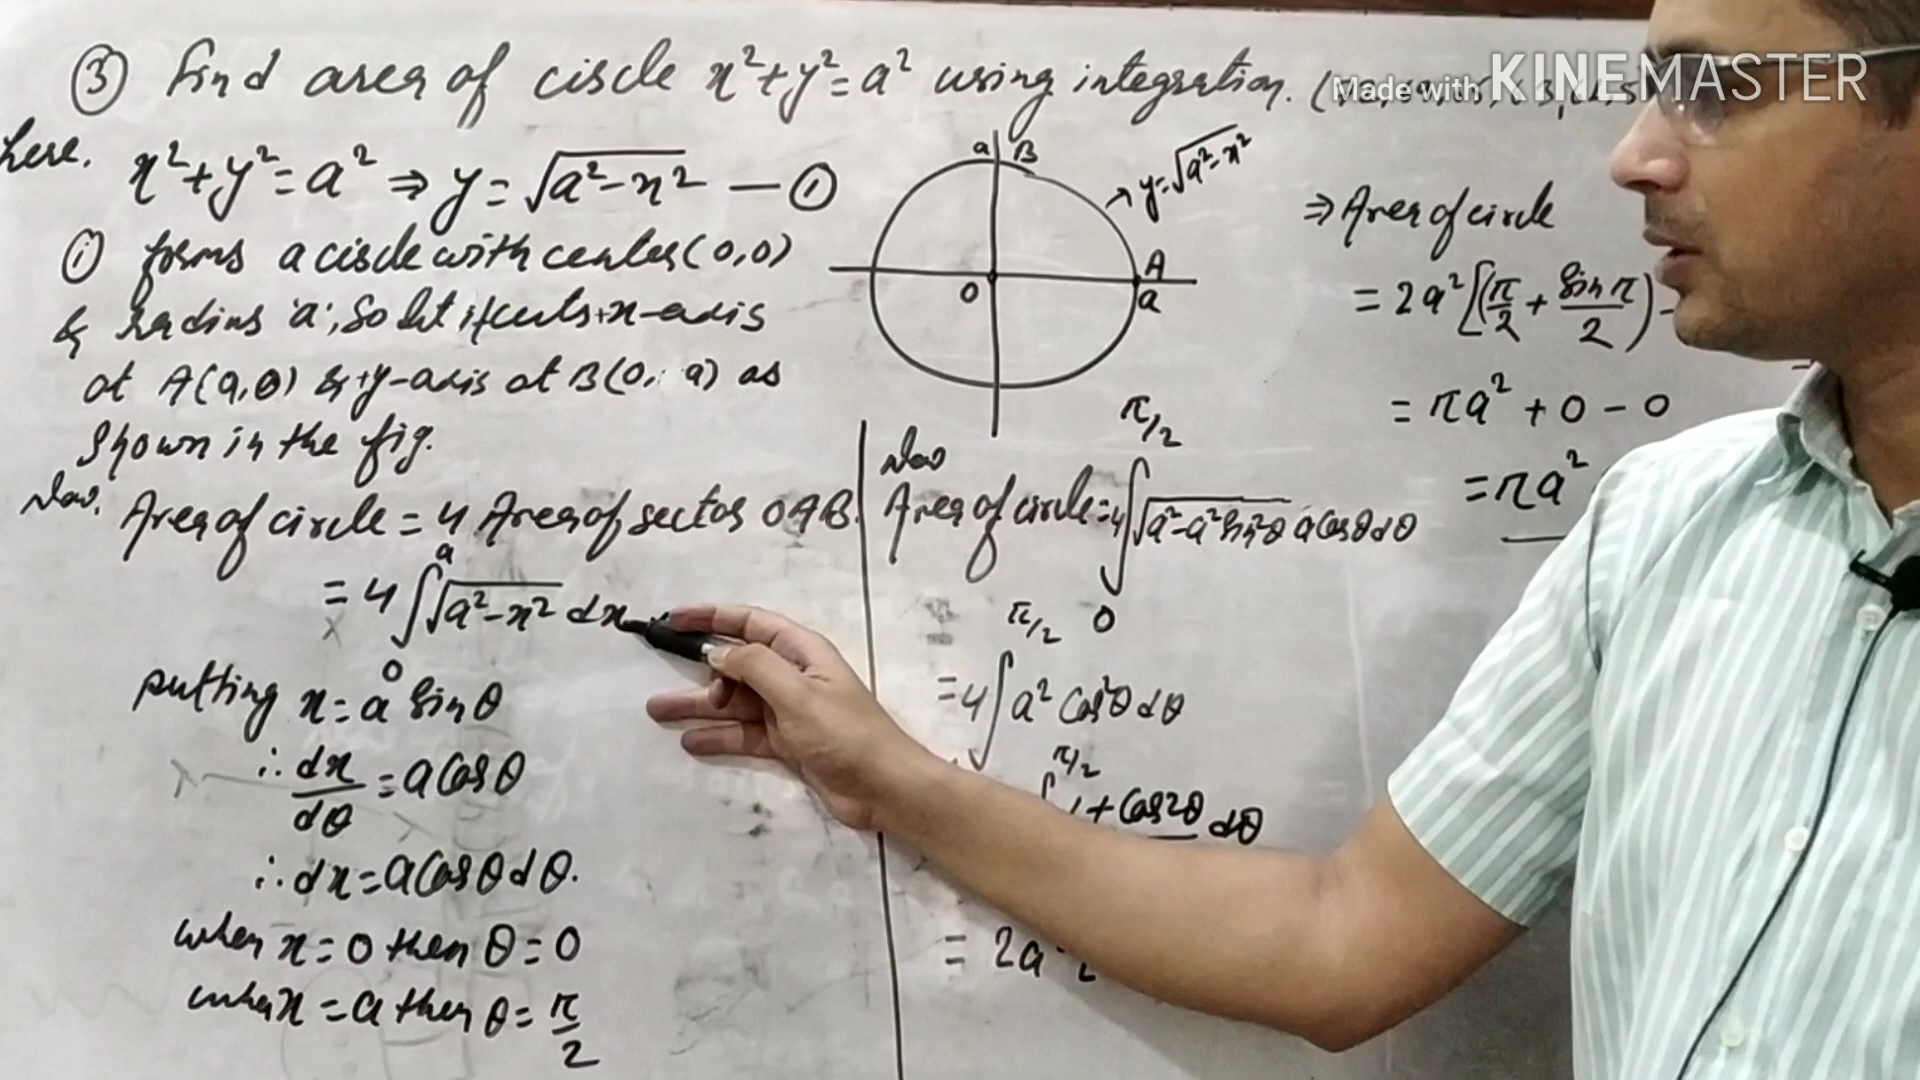 ③ find area of circle x²+y²=a² using integration.
Made with KINEMASTER
here. x²+y²=a² ⇒ y=√(a²-x²) — ①
① forms a circle with center (0,0)
& radius 'a', so it cuts +x-axis
at A(a,0) & +y-axis at B(0, a) as
shown in the fig.
Now. Area of circle = 4 Area of sector OAB.
= 4 ∫₀ᵃ √(a²-x²) dx
putting x = a sinθ
∴ dx/dθ = a Cosθ
∴ dx = a Cosθ dθ.
when x = 0 then θ = 0
when x = a then θ = π/2
a B
→ y=√(a²-x²)
O A
a
Now
Area of circle = 4 ∫₀^(π/2) √(a²-a²sin²θ) a Cosθ dθ
= 4 ∫ ^(π/2) a² Cos²θ dθ
π/2
1 + Cos2θ dθ
= 2a
⇒ Area of circle
= 2a² [(π/2 + Sin π/2) -
= πa² + 0 - 0
= πa²